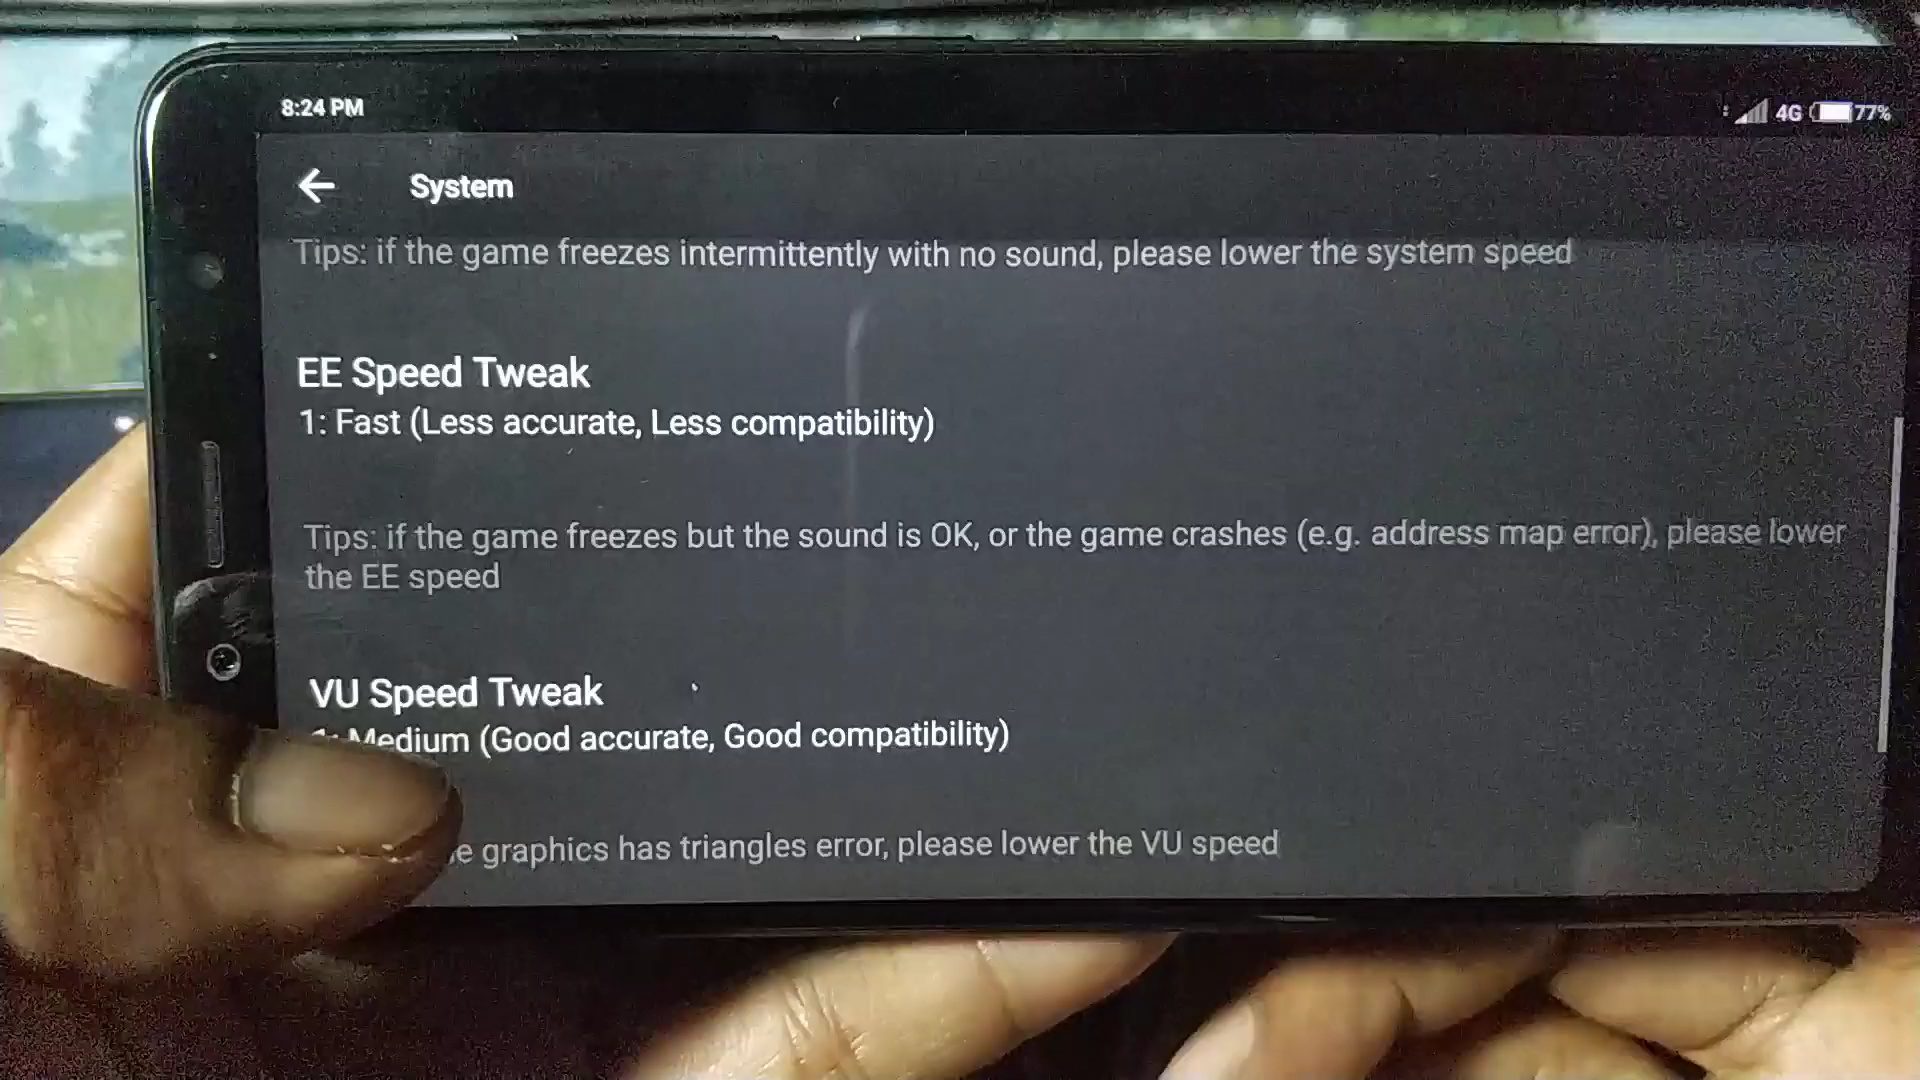 8:24 PM
4G 77%
System
Tips: if the game freezes intermittently with no sound, please lower the system speed
EE Speed Tweak
1: Fast (Less accurate, Less compatibility)
Tips: if the game freezes but the sound is OK, or the game crashes (e.g. address map error), please lower
the EE speed
VU Speed Tweak
Medium (Good accurate, Good compatibility)
graphics has triangles error, please lower the VU speed